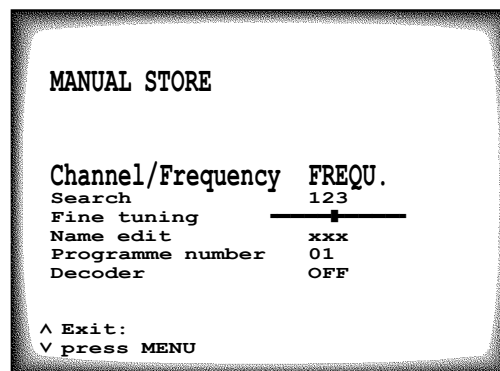 MANUAL STORE
Channel/Frequency FREQU.
Search 123
Fine tuning
Name edit xxx
Programme number 01
Decoder OFF
Exit:
press MENU